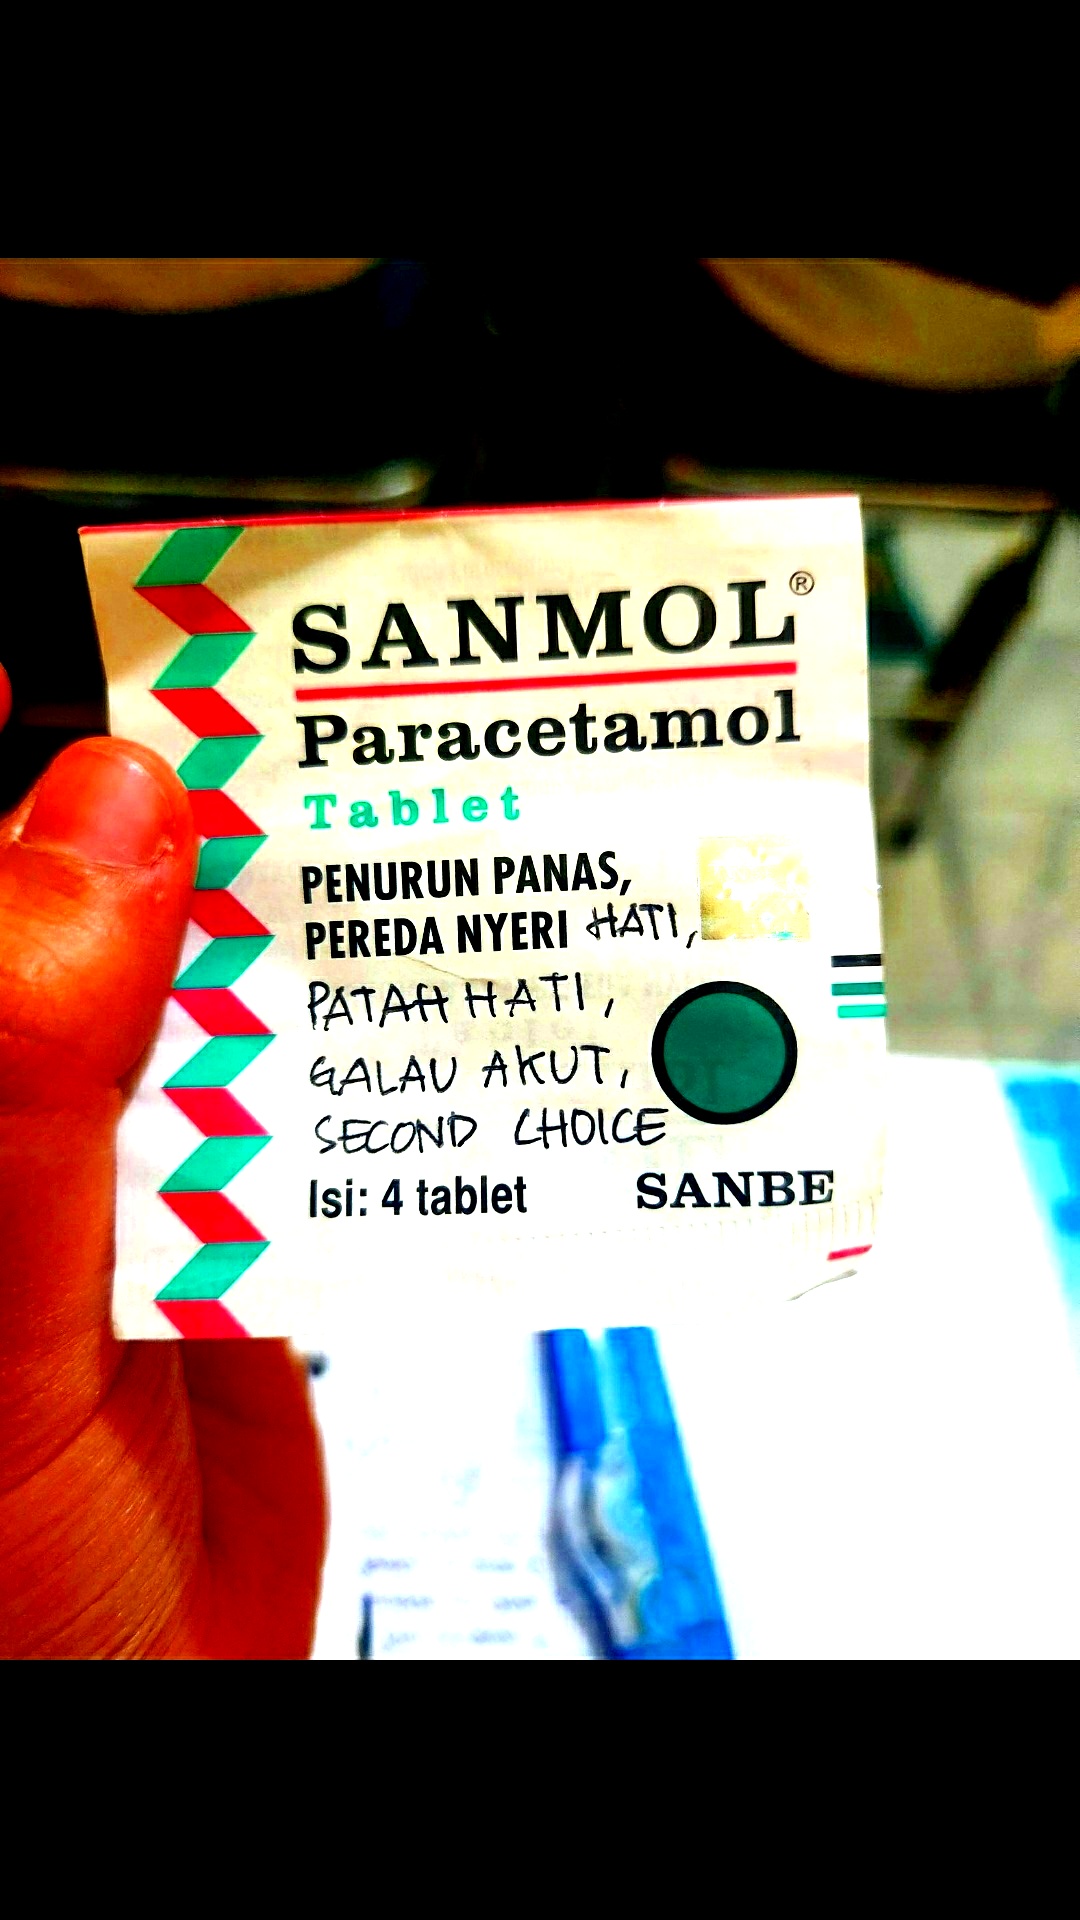 SANMOL®
Paracetamol
Tablet
PENURUN PANAS,
PEREDA NYERI HATI,
PATAH HATI,
GALAU AKUT,
SECOND CHOICE
Isi: 4 tablet SANBE